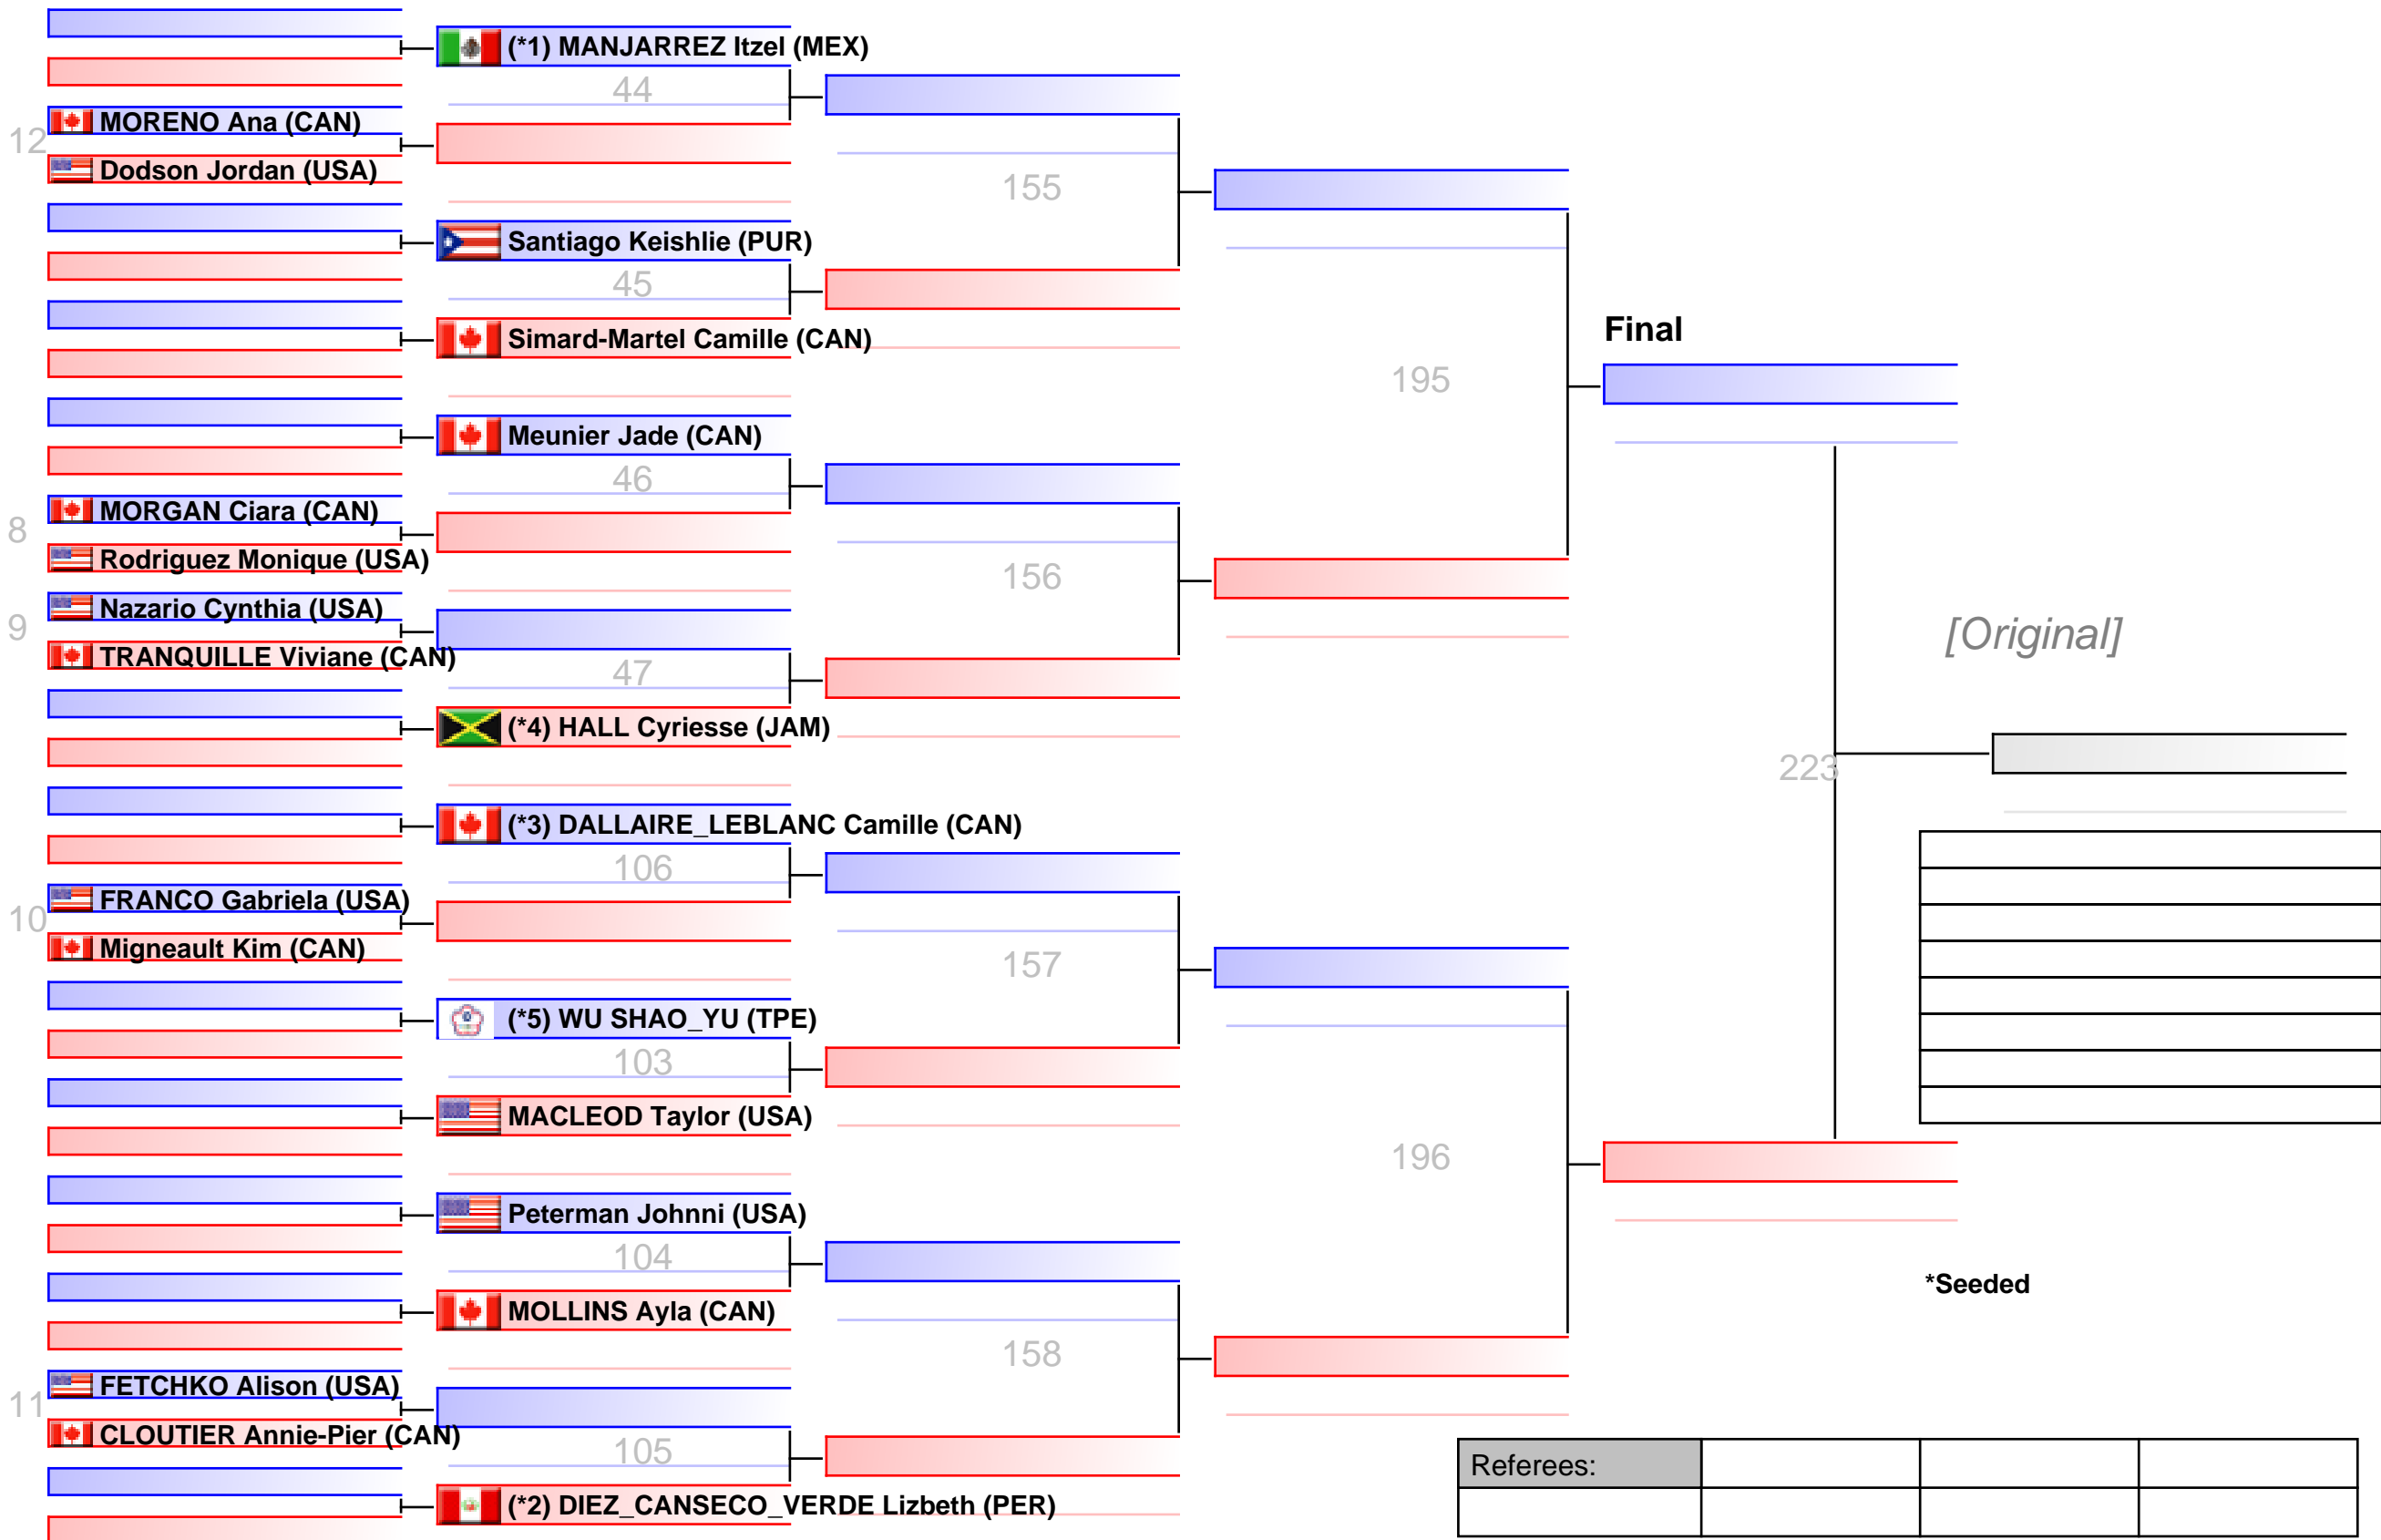 (*1) MANJARREZ Itzel (MEX)
44
12
MORENO Ana (CAN)
Dodson Jordan (USA)
155
Santiago Keishlie (PUR)
45
Simard-Martel Camille (CAN)
Final
195
Meunier Jade (CAN)
46
8
MORGAN Ciara (CAN)
Rodriguez Monique (USA)
156
9
Nazario Cynthia (USA)
TRANQUILLE Viviane (CAN)
[Original]
47
(*4) HALL Cyriesse (JAM)
223
(*3) DALLAIRE_LEBLANC Camille (CAN)
106
10
FRANCO Gabriela (USA)
Migneault Kim (CAN)
157
(*5) WU SHAO_YU (TPE)
103
MACLEOD Taylor (USA)
196
Peterman Johnni (USA)
104
MOLLINS Ayla (CAN)
*Seeded
158
11
FETCHKO Alison (USA)
CLOUTIER Annie-Pier (CAN)
105
Referees:
(*2) DIEZ_CANSECO_VERDE Lizbeth (PER)